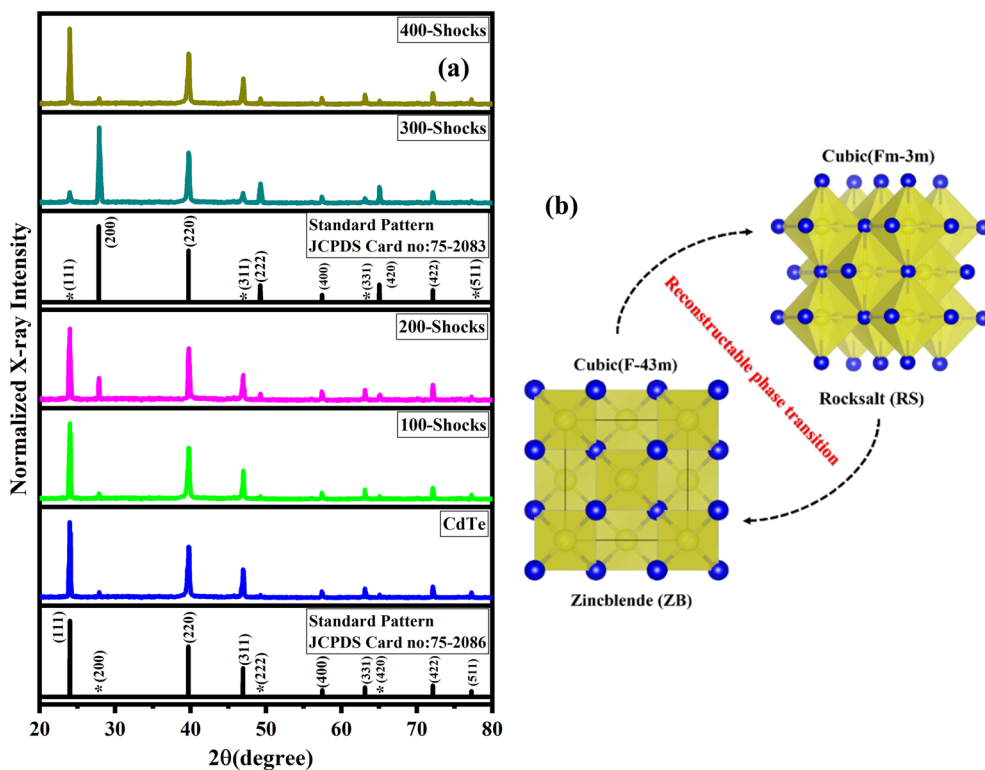 400-Shocks
(a)
300-Shocks
Standard Pattern
JCPDS Card no:75-2083
*(111)
(200)
(220)
*(311)
(222)
(400)
*(331)
(420)
(422)
*(511)
200-Shocks
100-Shocks
CdTe
Standard Pattern
JCPDS Card no:75-2086
(111)
*(200)
(220)
(311)
*(222)
(400)
(331)
*(420)
(422)
(511)
20 30 40 50 60 70 80
2θ(degree)
Normalized X-ray Intensity
(b)
Cubic(Fm-3m)
Rocksalt (RS)
Reconstructable phase transition
Cubic(F-43m)
Zincblende (ZB)